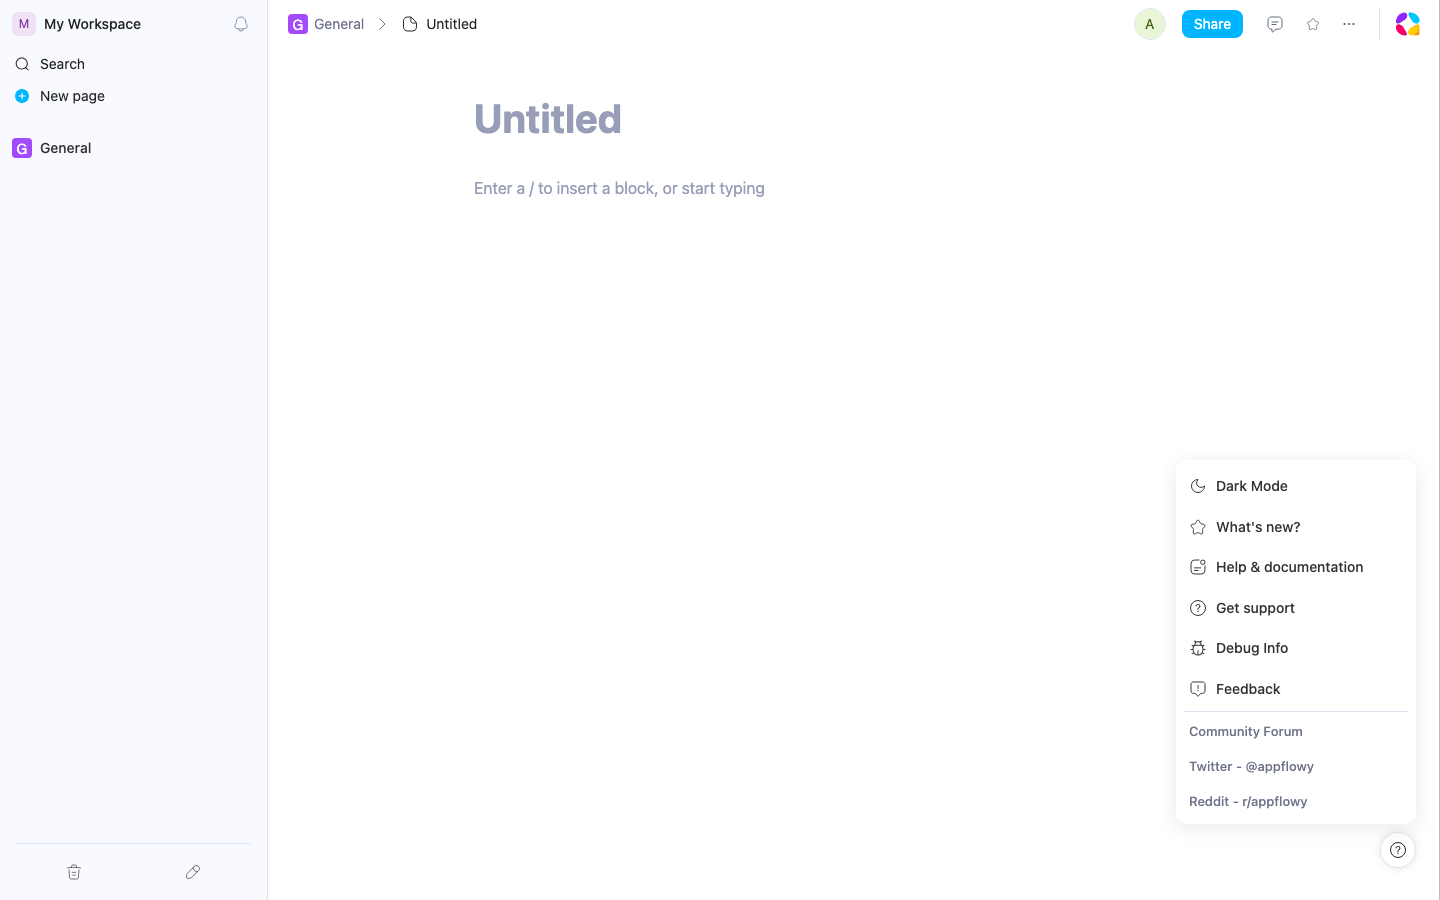 M My Workspace
Search
New page
G General
G General
Untitled
A
Share
Untitled
Enter a / to insert a block, or start typing
Dark Mode
What's new?
Help & documentation
Get support
Debug Info
Feedback
Community Forum
Twitter - @appflowy
Reddit - r/appflowy